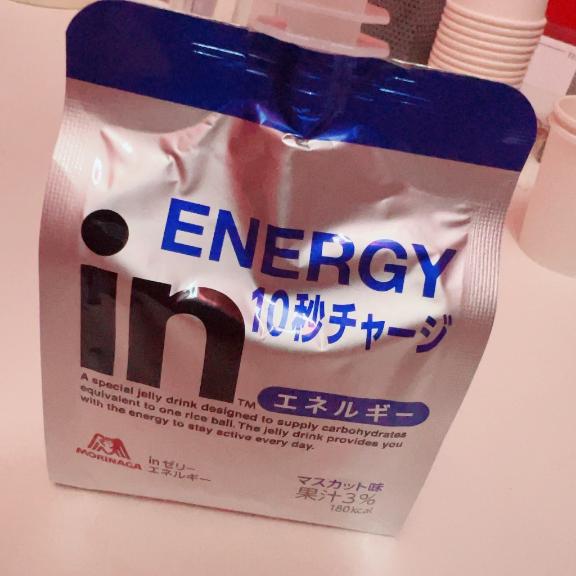 ENERGY
10秒チャージ
in™
エネルギー
A special jelly drink designed to supply carbohydrates
equivalent to one rice ball. The jelly drink provides you
with the energy to stay active every day.
MORINAGA
inゼリー
エネルギー
マスカット味
果汁3%
180kcal